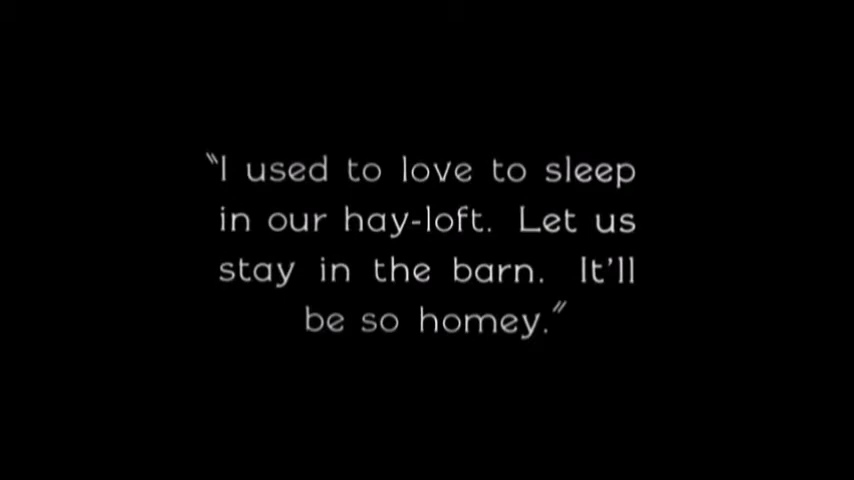 "I used to love to sleep
in our hay-loft. Let us
stay in the barn. It'll
be so homey."